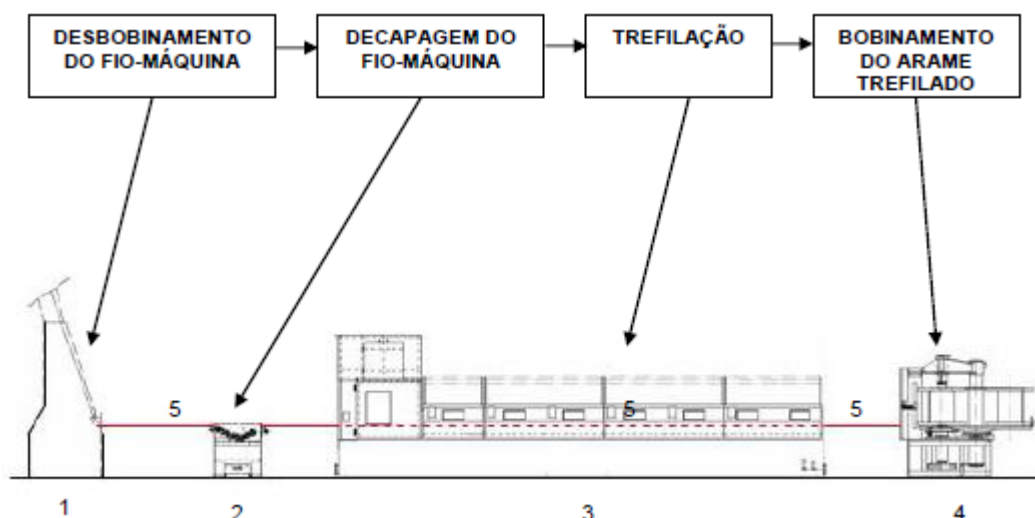 DESBOBINAMENTO
DO FIO-MÁQUINA
DECAPAGEM DO
FIO-MÁQUINA
TREFILAÇÃO
BOBINAMENTO
DO ARAME
TREFILADO
5
5
5
1
2
3
4